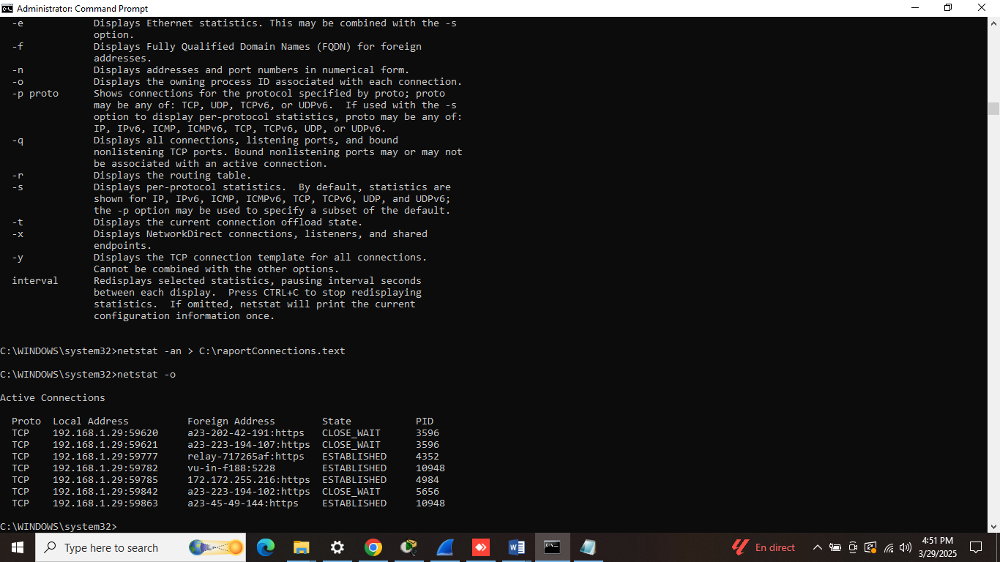 Administrator: Command Prompt
-e Displays Ethernet statistics. This may be combined with the -s
option.
-f Displays Fully Qualified Domain Names (FQDN) for foreign
addresses.
-n Displays addresses and port numbers in numerical form.
-o Displays the owning process ID associated with each connection.
-p proto Shows connections for the protocol specified by proto; proto
may be any of: TCP, UDP, TCPv6, or UDPv6. If used with the -s
option to display per-protocol statistics, proto may be any of:
IP, IPv6, ICMP, ICMPv6, TCP, TCPv6, UDP, or UDPv6.
-q Displays all connections, listening ports, and bound
nonlistening TCP ports. Bound nonlistening ports may or may not
be associated with an active connection.
-r Displays the routing table.
-s Displays per-protocol statistics. By default, statistics are
shown for IP, IPv6, ICMP, ICMPv6, TCP, TCPv6, UDP, and UDPv6;
the -p option may be used to specify a subset of the default.
-t Displays the current connection offload state.
-x Displays NetworkDirect connections, listeners, and shared
endpoints.
-y Displays the TCP connection template for all connections.
Cannot be combined with the other options.
interval Redisplays selected statistics, pausing interval seconds
between each display. Press CTRL+C to stop redisplaying
statistics. If omitted, netstat will print the current
configuration information once.
C:\WINDOWS\system32>netstat -an > C:\raportConnections.text
C:\WINDOWS\system32>netstat -o
Active Connections
Proto Local Address Foreign Address State PID
TCP 192.168.1.29:59620 a23-202-42-191:https CLOSE_WAIT 3596
TCP 192.168.1.29:59621 a23-223-194-107:https CLOSE_WAIT 3596
TCP 192.168.1.29:59777 relay-717265af:https ESTABLISHED 4352
TCP 192.168.1.29:59782 vu-in-f188:5228 ESTABLISHED 10948
TCP 192.168.1.29:59785 172.172.255.216:https ESTABLISHED 4984
TCP 192.168.1.29:59842 a23-223-194-102:https CLOSE_WAIT 5656
TCP 192.168.1.29:59863 a23-45-49-144:https ESTABLISHED 10948
C:\WINDOWS\system32>
Type here to search
En direct
4:51 PM
3/29/2025